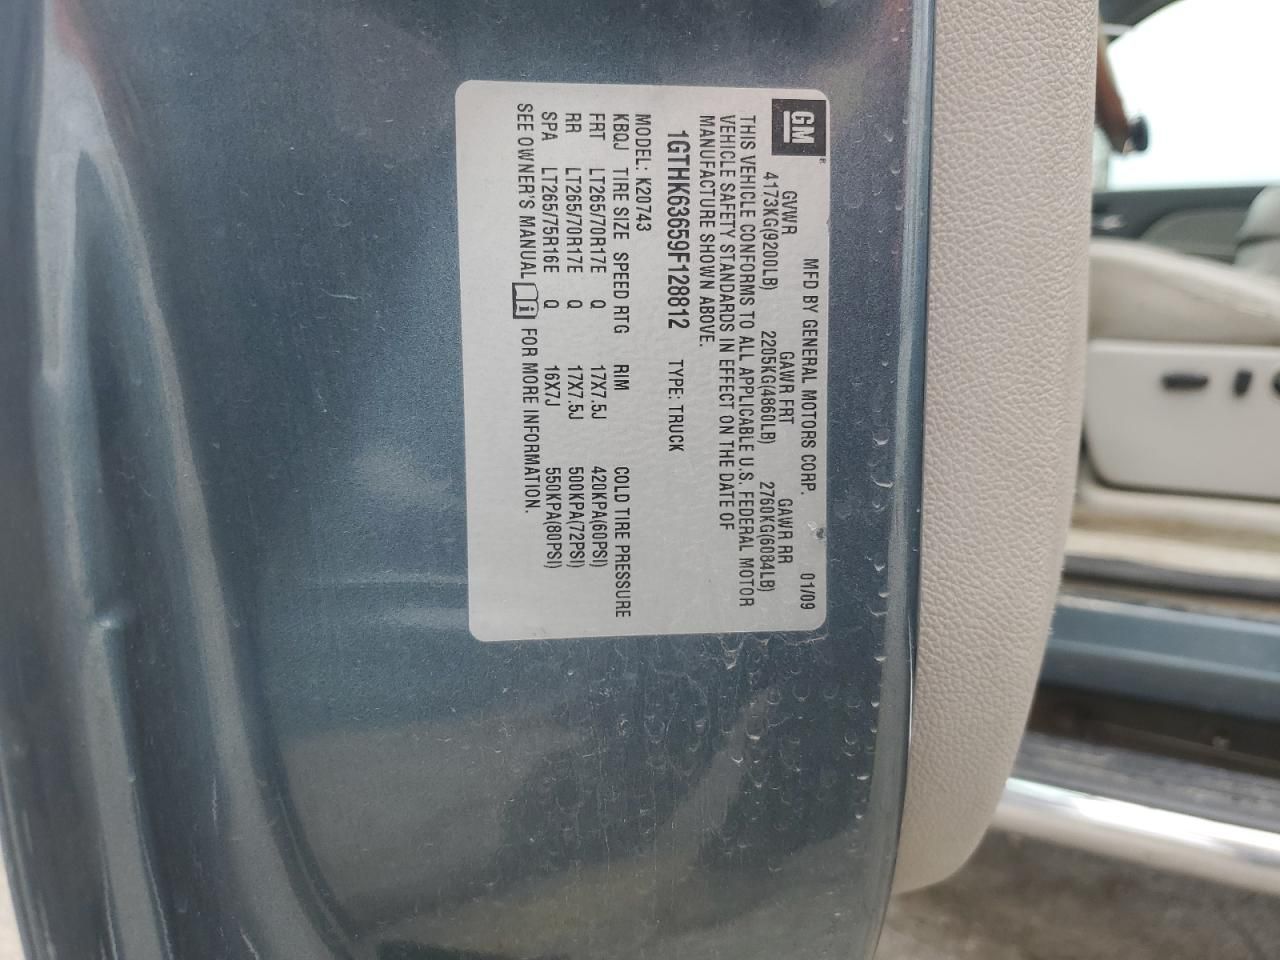 GM®
MFD BY GENERAL MOTORS CORP. 01/09
GVWR GAWR FRT GAWR RR
4173KG(9200LB) 2205KG(4860LB) 2760KG(6084LB)
THIS VEHICLE CONFORMS TO ALL APPLICABLE U.S. FEDERAL MOTOR
VEHICLE SAFETY STANDARDS IN EFFECT ON THE DATE OF
MANUFACTURE SHOWN ABOVE.
1GTHK63659F128812 TYPE: TRUCK
MODEL: K20743
KBQJ TIRE SIZE SPEED RTG RIM COLD TIRE PRESSURE
FRT LT265/70R17E Q 17X7.5J 420KPA(60PSI)
RR LT265/70R17E Q 17X7.5J 500KPA(72PSI)
SPA LT265/75R16E Q 16X7J 550KPA(80PSI)
SEE OWNER'S MANUAL i FOR MORE INFORMATION.